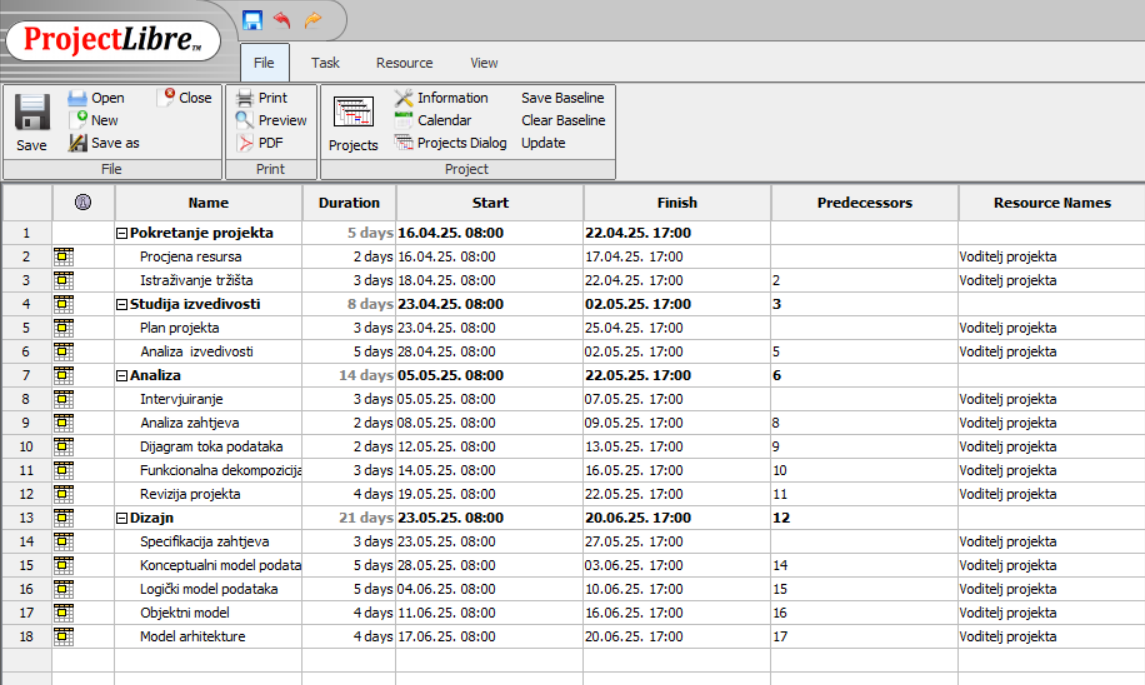 ProjectLibre™
File Task Resource View
Save Open Close New Save as File
Print Preview PDF Print
Projects Information Calendar Projects Dialog Save Baseline Clear Baseline Update Project
Name Duration Start Finish Predecessors Resource Names
1 Pokretanje projekta 5 days 16.04.25. 08:00 22.04.25. 17:00
2 Procjena resursa 2 days 16.04.25. 08:00 17.04.25. 17:00 Voditelj projekta
3 Istraživanje tržišta 3 days 18.04.25. 08:00 22.04.25. 17:00 2 Voditelj projekta
4 Studija izvedivosti 8 days 23.04.25. 08:00 02.05.25. 17:00 3
5 Plan projekta 3 days 23.04.25. 08:00 25.04.25. 17:00 Voditelj projekta
6 Analiza izvedivosti 5 days 28.04.25. 08:00 02.05.25. 17:00 5 Voditelj projekta
7 Analiza 14 days 05.05.25. 08:00 22.05.25. 17:00 6
8 Intervjuiranje 3 days 05.05.25. 08:00 07.05.25. 17:00 Voditelj projekta
9 Analiza zahtjeva 2 days 08.05.25. 08:00 09.05.25. 17:00 8 Voditelj projekta
10 Dijagram toka podataka 2 days 12.05.25. 08:00 13.05.25. 17:00 9 Voditelj projekta
11 Funkcionalna dekompozicija 3 days 14.05.25. 08:00 16.05.25. 17:00 10 Voditelj projekta
12 Revizija projekta 4 days 19.05.25. 08:00 22.05.25. 17:00 11 Voditelj projekta
13 Dizajn 21 days 23.05.25. 08:00 20.06.25. 17:00 12
14 Specifikacija zahtjeva 3 days 23.05.25. 08:00 27.05.25. 17:00 Voditelj projekta
15 Konceptualni model podata 5 days 28.05.25. 08:00 03.06.25. 17:00 14 Voditelj projekta
16 Logički model podataka 5 days 04.06.25. 08:00 10.06.25. 17:00 15 Voditelj projekta
17 Objektni model 4 days 11.06.25. 08:00 16.06.25. 17:00 16 Voditelj projekta
18 Model arhitekture 4 days 17.06.25. 08:00 20.06.25. 17:00 17 Voditelj projekta